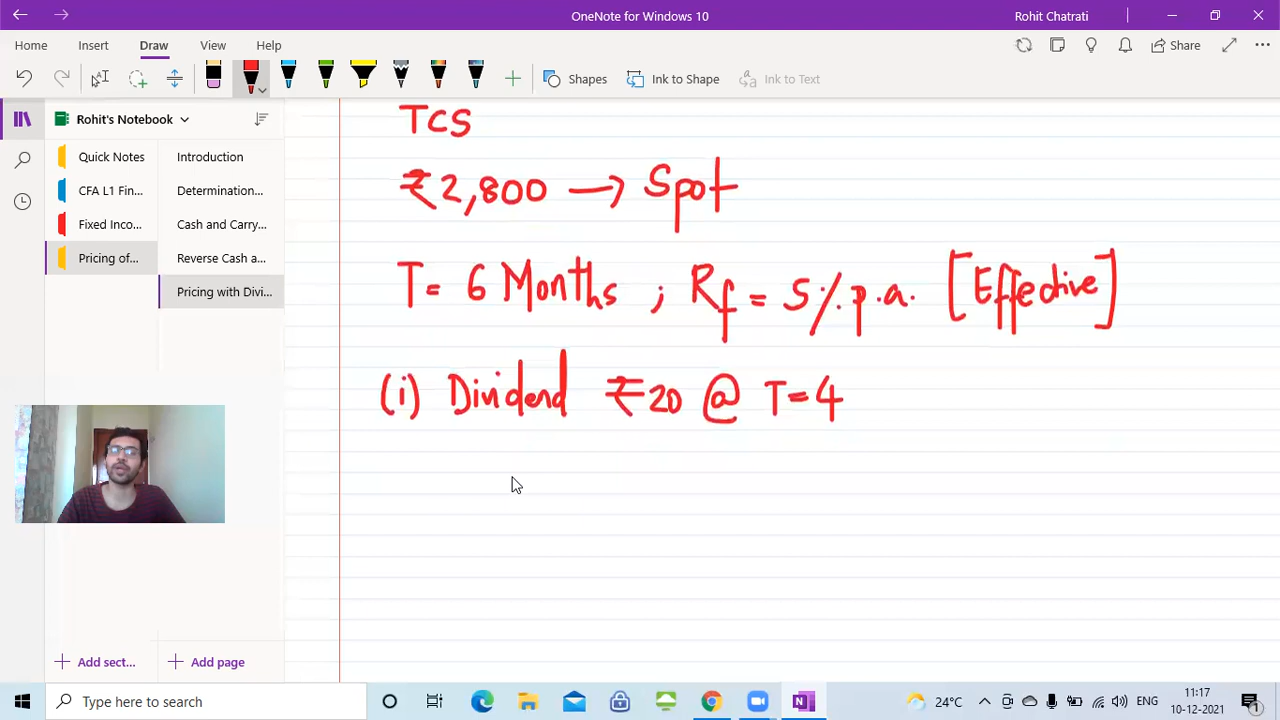 OneNote for Windows 10
Rohit Chatrati
Home Insert Draw View Help
Share
Shapes Ink to Shape Ink to Text
Rohit's Notebook
Quick Notes
CFA L1 Fin...
Fixed Inco...
Pricing of...
Introduction
Determination...
Cash and Carry...
Reverse Cash a...
Pricing with Divi...
TCS
₹2,800 → Spot
T= 6 Months ; Rf = 5%.p.a. [Effective]
(i) Dividend ₹20 @ T=4
Add sect... Add page
Type here to search
24°C
11:17
10-12-2021
1